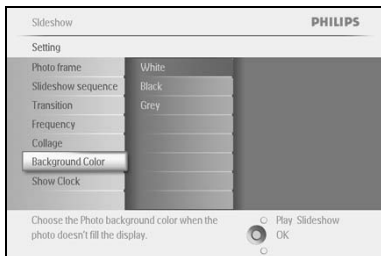 Slideshow
PHILIPS
Setting
Photo frame
White
Slideshow sequence
Black
Transition
Grey
Frequency
Collage
Background Color
Show Clock
Choose the Photo background color when the
photo doesn't fill the display.
Play Slideshow
OK